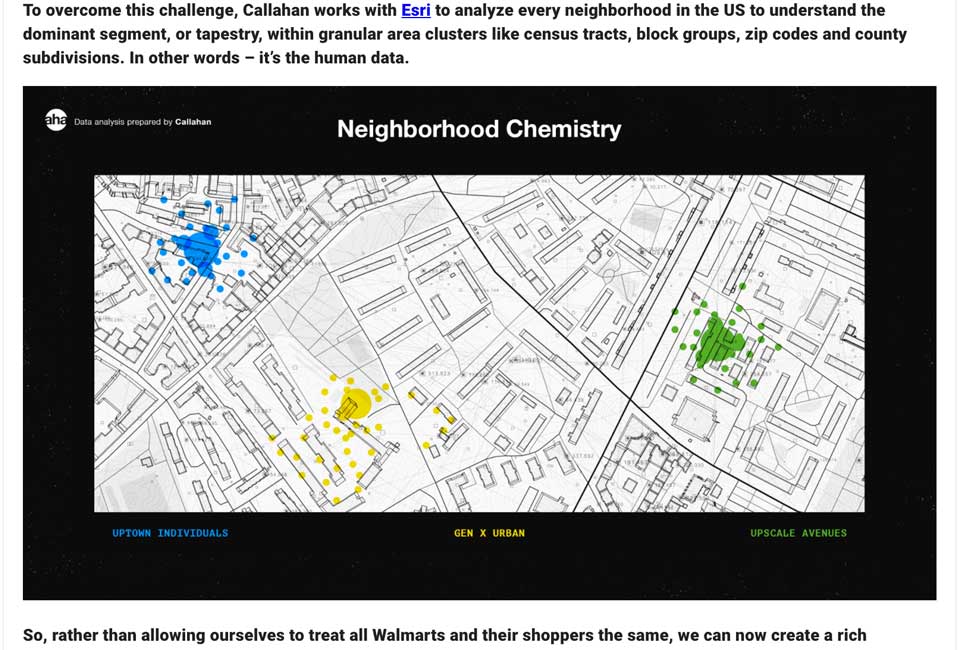 To overcome this challenge, Callahan works with Esri to analyze every neighborhood in the US to understand the
dominant segment, or tapestry, within granular area clusters like census tracts, block groups, zip codes and county
subdivisions. In other words – it’s the human data.
aha
Data analysis prepared by Callahan
Neighborhood Chemistry
UPTOWN INDIVIDUALS
GEN X URBAN
UPSCALE AVENUES
So, rather than allowing ourselves to treat all Walmarts and their shoppers the same, we can now create a rich